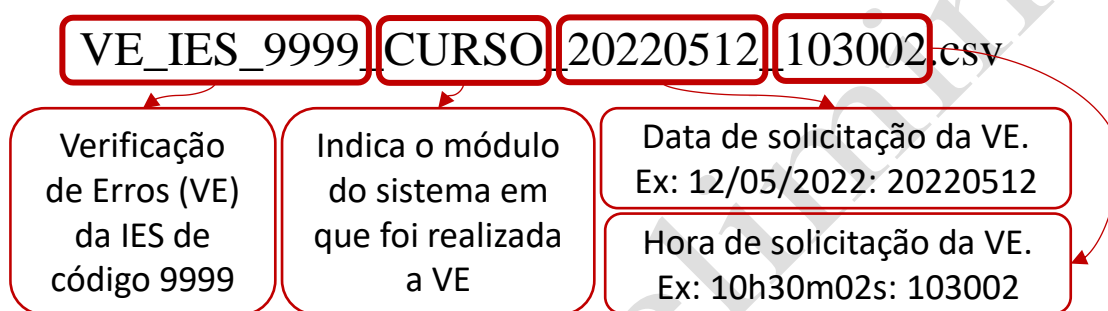 VE_IES_9999_CURSO_20220512_103002.csv
Verificação
de Erros (VE)
da IES de
código 9999
Indica o módulo
do sistema em
que foi realizada
a VE
Data de solicitação da VE.
Ex: 12/05/2022: 20220512
Hora de solicitação da VE.
Ex: 10h30m02s: 103002